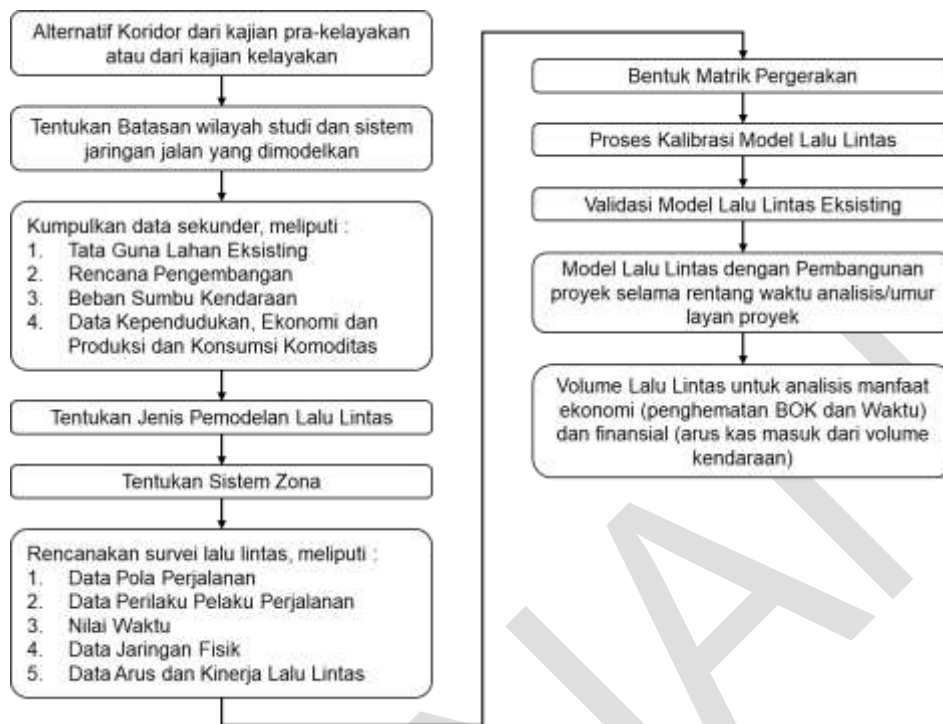 Alternatif Koridor dari kajian pra-kelayakan
atau dari kajian kelayakan
Tentukan Batasan wilayah studi dan sistem
jaringan jalan yang dimodelkan
Kumpulkan data sekunder, meliputi :
1. Tata Guna Lahan Eksisting
2. Rencana Pengembangan
3. Beban Sumbu Kendaraan
4. Data Kependudukan, Ekonomi dan
Produksi dan Konsumsi Komoditas
Tentukan Jenis Pemodelan Lalu Lintas
Tentukan Sistem Zona
Rencanakan survei lalu lintas, meliputi :
1. Data Pola Perjalanan
2. Data Perilaku Pelaku Perjalanan
3. Nilai Waktu
4. Data Jaringan Fisik
5. Data Arus dan Kinerja Lalu Lintas
Bentuk Matrik Pergerakan
Proses Kalibrasi Model Lalu Lintas
Validasi Model Lalu Lintas Eksisting
Model Lalu Lintas dengan Pembangunan
proyek selama rentang waktu analisis/umur
layan proyek
Volume Lalu Lintas untuk analisis manfaat
ekonomi (penghematan BOK dan Waktu)
dan finansial (arus kas masuk dari volume
kendaraan)